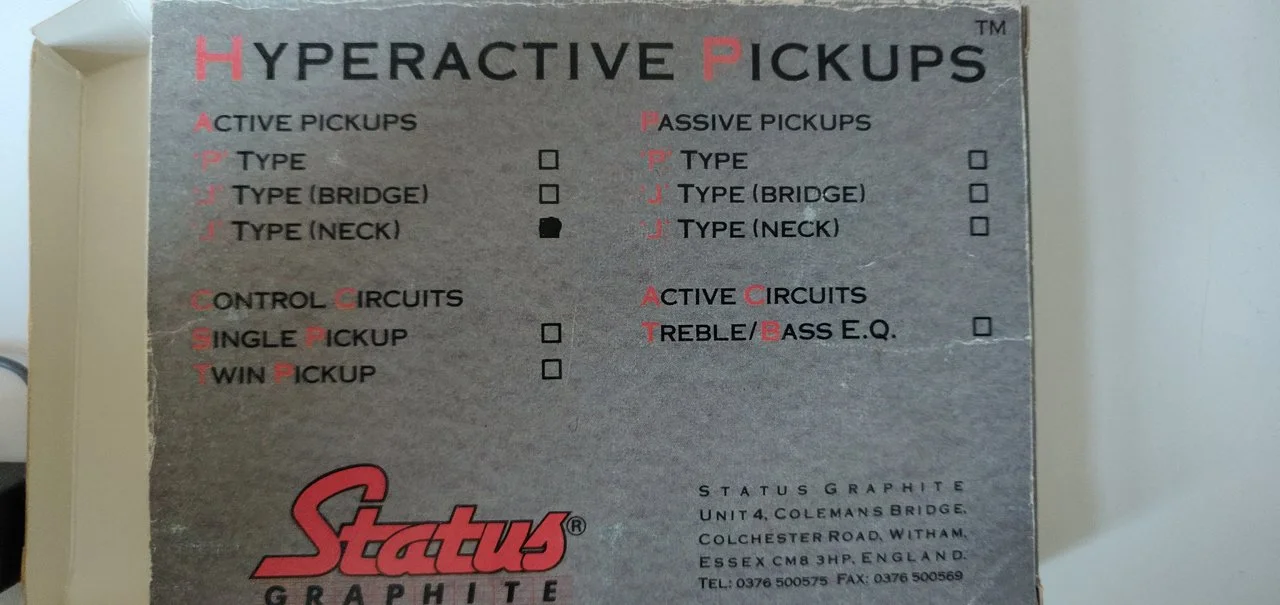 HYPERACTIVE PICKUPS™
ACTIVE PICKUPS
'P' TYPE
'J' TYPE (BRIDGE)
'J' TYPE (NECK)
PASSIVE PICKUPS
'P' TYPE
'J' TYPE (BRIDGE)
'J' TYPE (NECK)
CONTROL CIRCUITS
SINGLE PICKUP
TWIN PICKUP
ACTIVE CIRCUITS
TREBLE/BASS E.Q.
Status®
GRAPHITE
STATUS GRAPHITE
UNIT 4, COLEMANS BRIDGE,
COLCHESTER ROAD, WITHAM,
ESSEX CM8 3HP, ENGLAND.
TEL: 0376 500575 FAX: 0376 500569